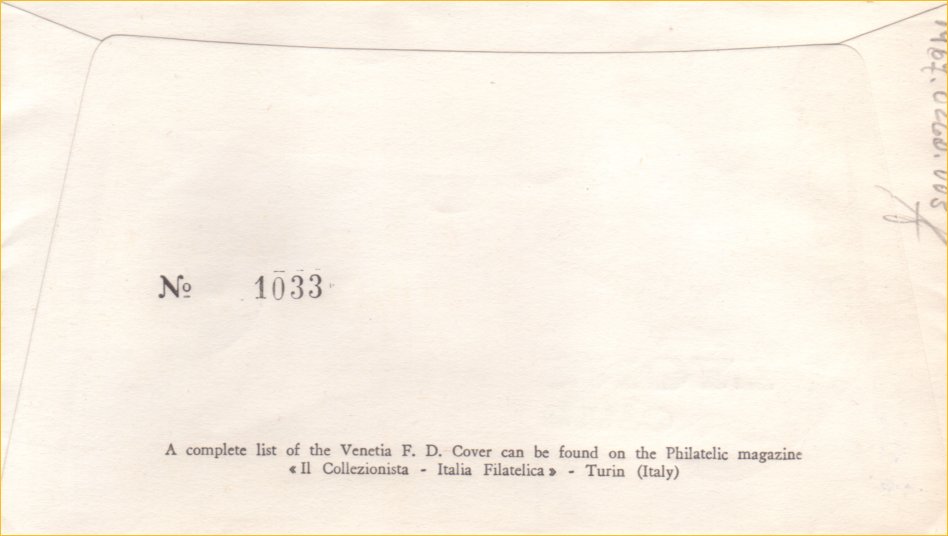 № 1033
A complete list of the Venetia F. D. Cover can be found on the Philatelic magazine
« Il Collezionista - Italia Filatelica » - Turin (Italy)